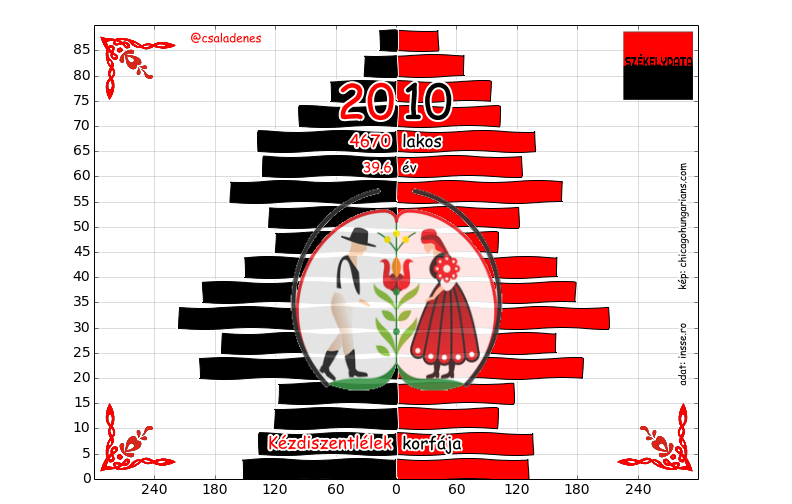 @csaladenes
SZÉKELYDATA
2010
4670 lakos
39.6 év
kép: chicagohungarians.com
adat: insse.ro
Kézdiszentlélek korfája
85
80
75
70
65
60
55
50
45
40
35
30
25
20
15
10
5
0
240 180 120 60 0 60 120 180 240